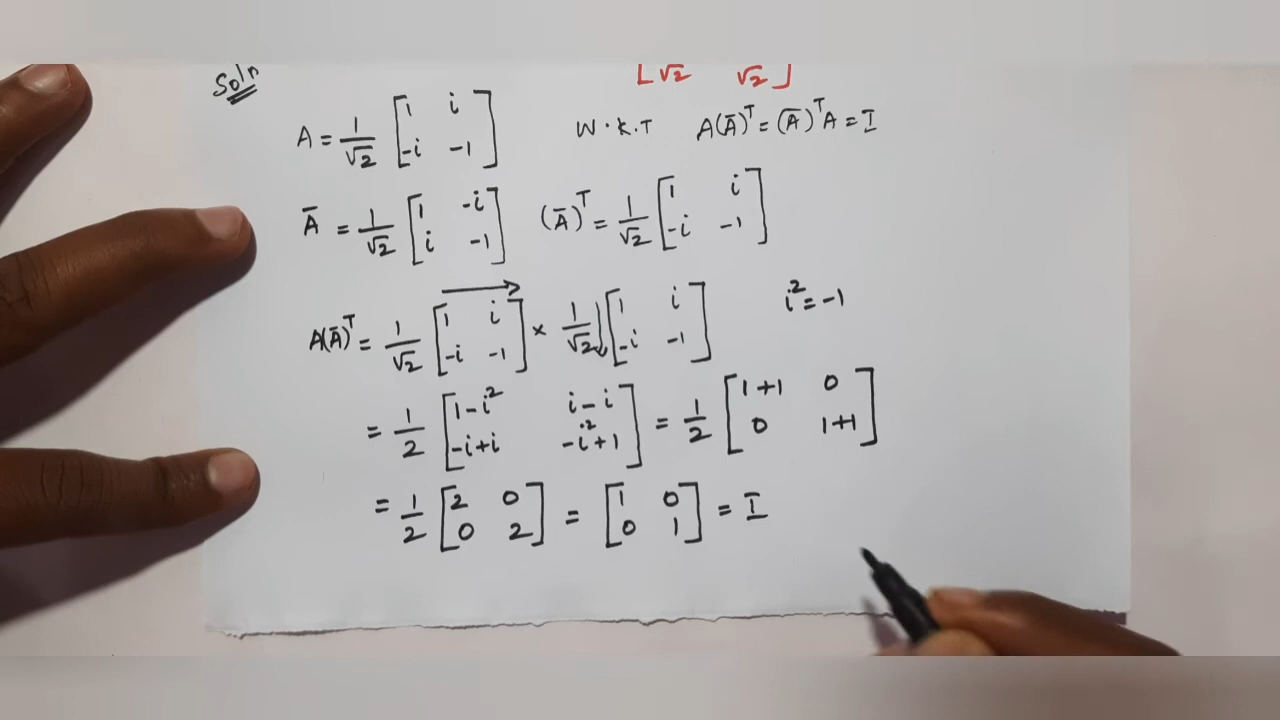 Soln
⌊√2 √2⌋
A = 1/√2 [1 i; -i -1] W.K.T A(Ā)ᵀ = (Ā)ᵀA = I
Ā = 1/√2 [1 -i; i -1] (Ā)ᵀ = 1/√2 [1 i; -i -1]
A(Ā)ᵀ = 1/√2 [1 i; -i -1] × 1/√2 [1 i; -i -1] i² = -1
= 1/2 [1-i² i-i; -i+i -i²+1] = 1/2 [1+1 0; 0 1+1]
= 1/2 [2 0; 0 2] = [1 0; 0 1] = I